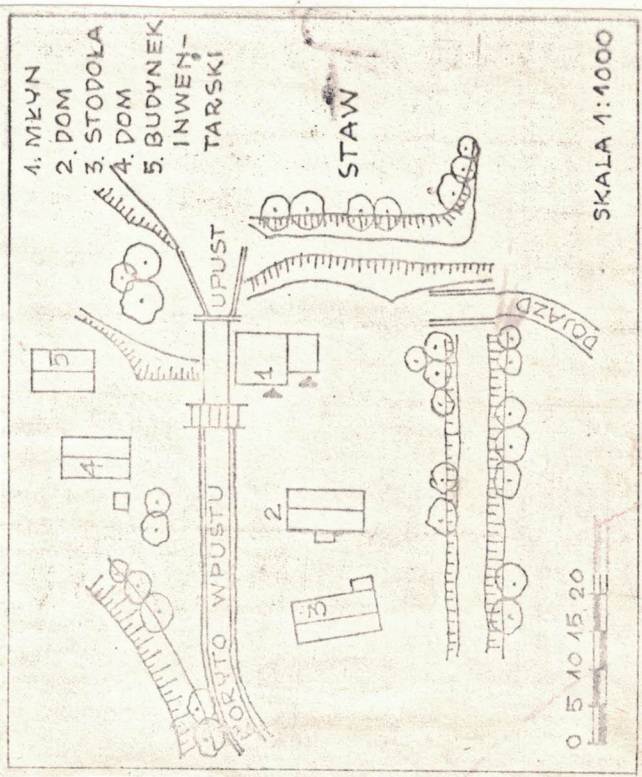 1. MŁYN
2. DOM
3. STODOŁA
4. DOM
5. BUDYNEK
INWEN-
TARSKI
STAW
UPUST
5
1
4
KORYTO WPUSTU
2
3
DOJAZD
0 5 10 15 20
SKALA 1:1000